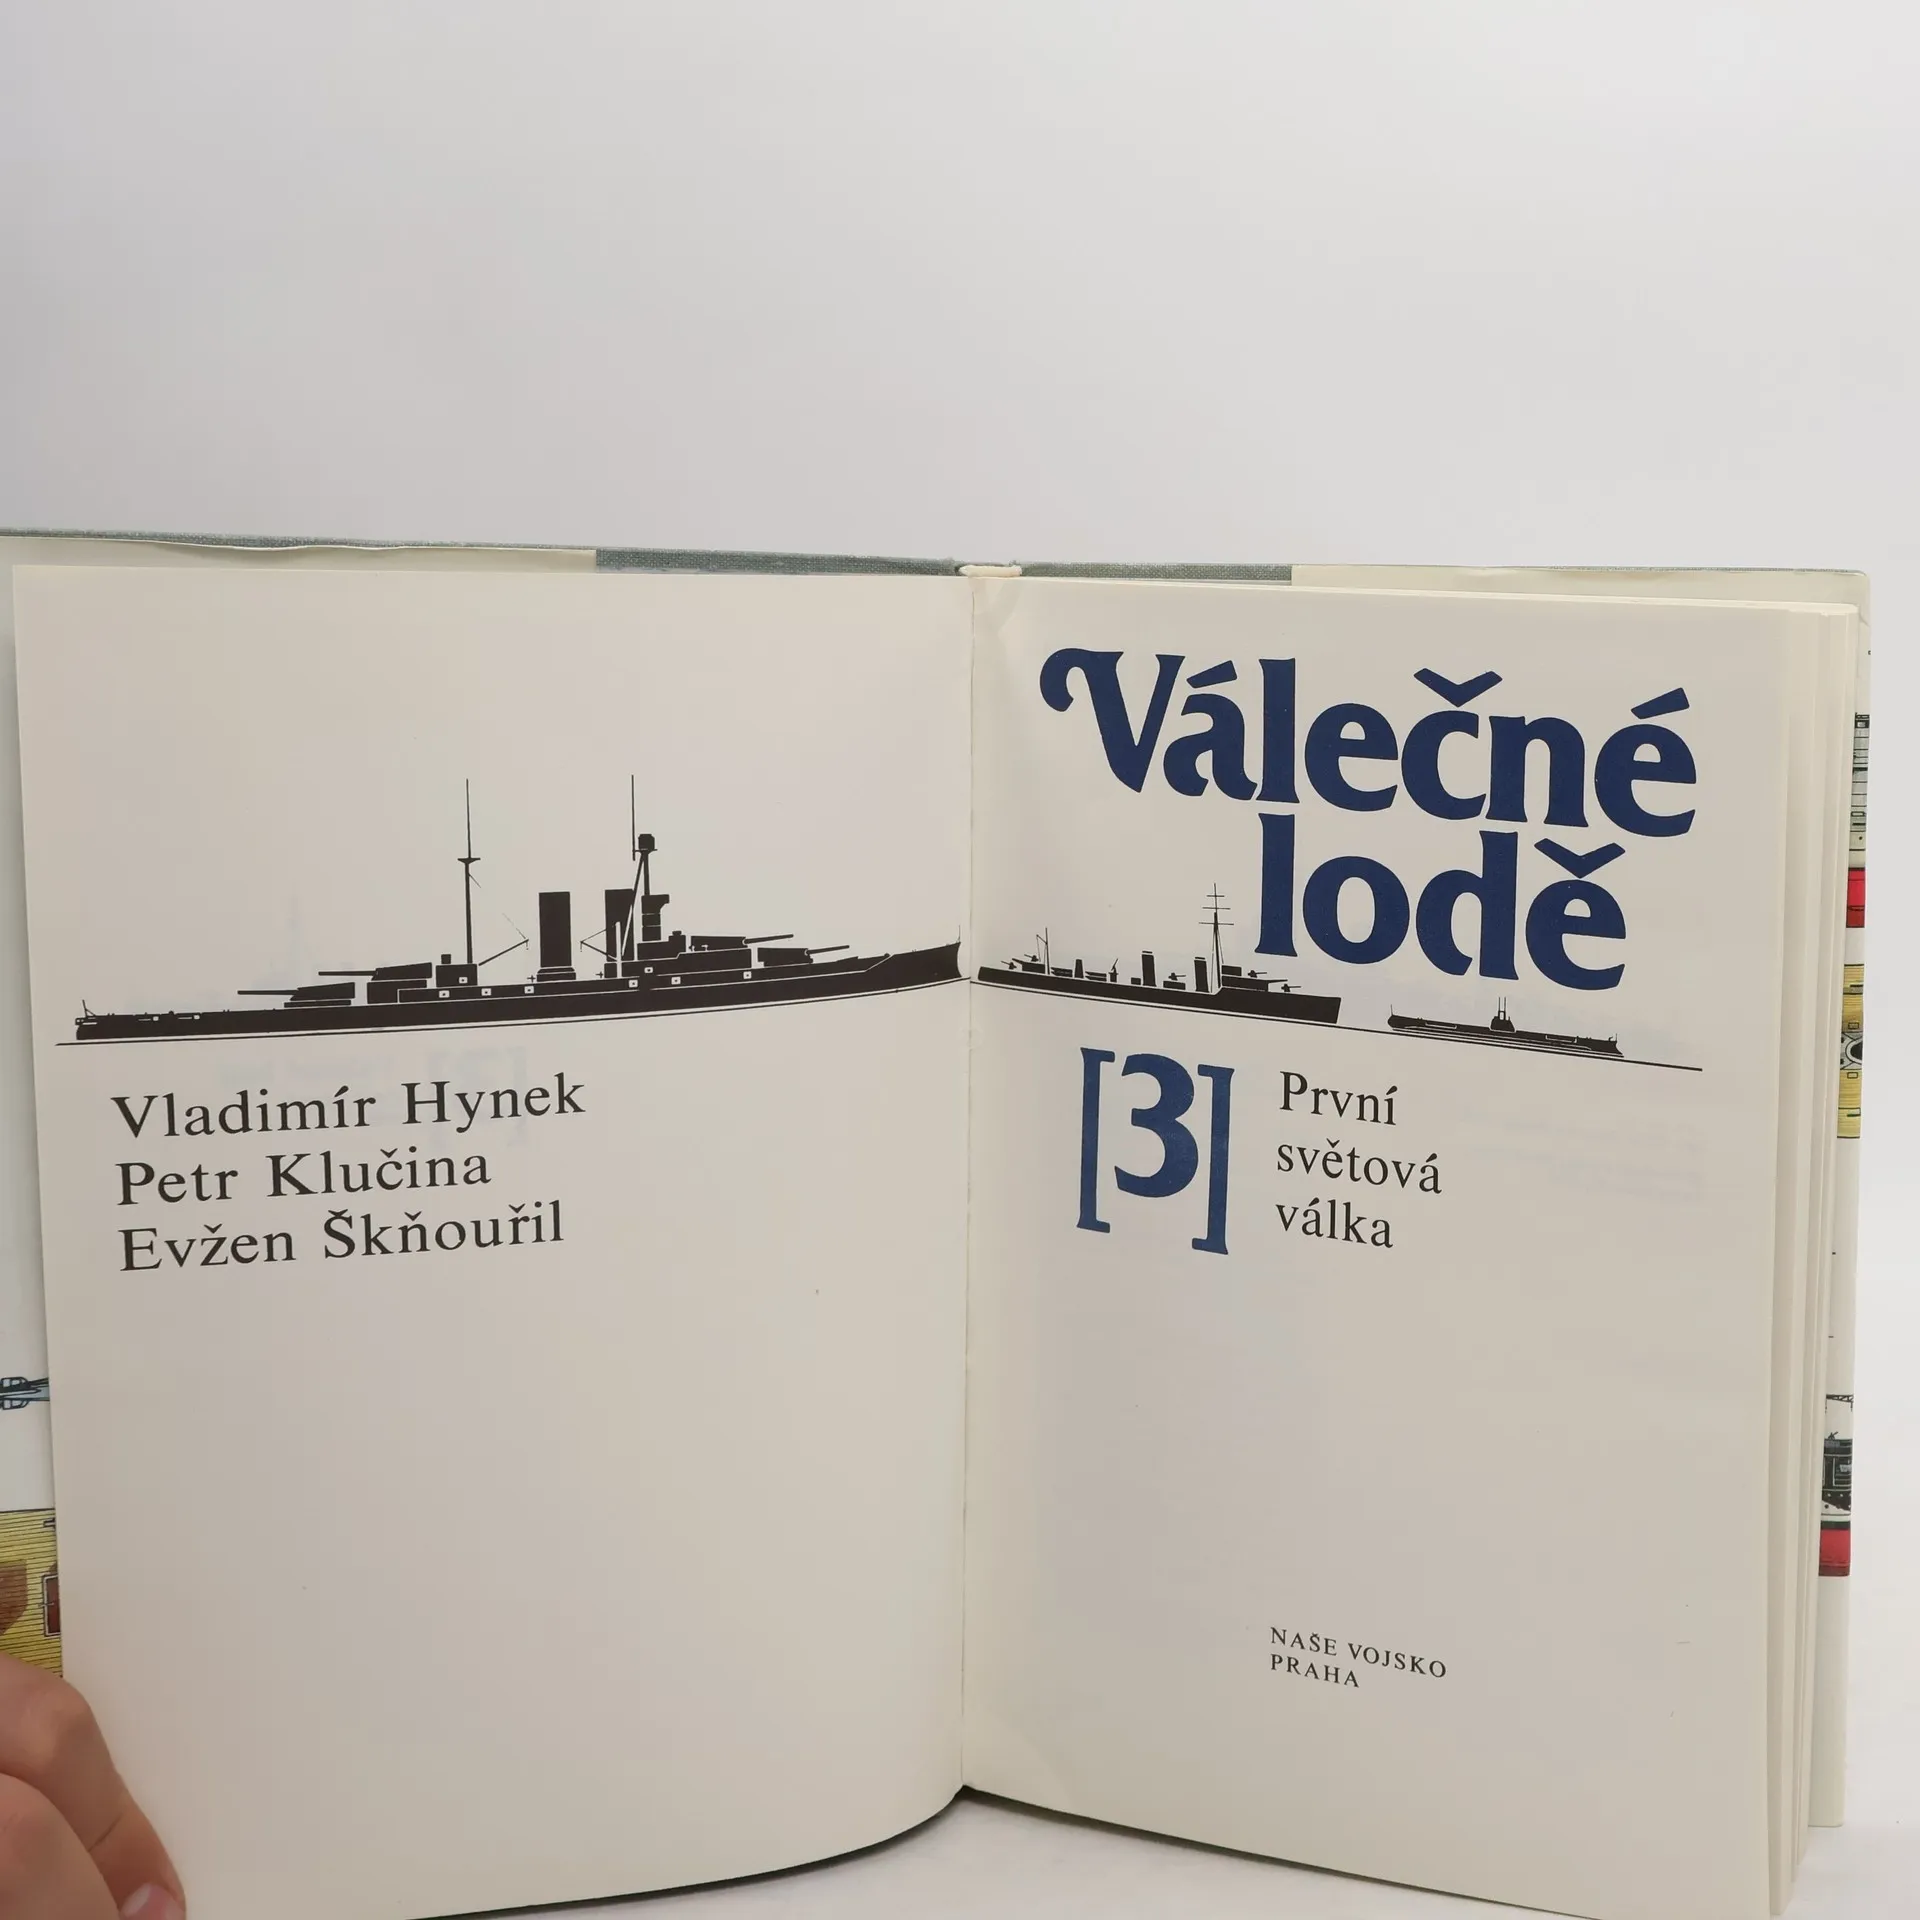 Vladimír Hynek
Petr Klučina
Evžen Škňouřil
Válečné
lodě
[3]
První
světová
válka
NAŠE VOJSKO
PRAHA